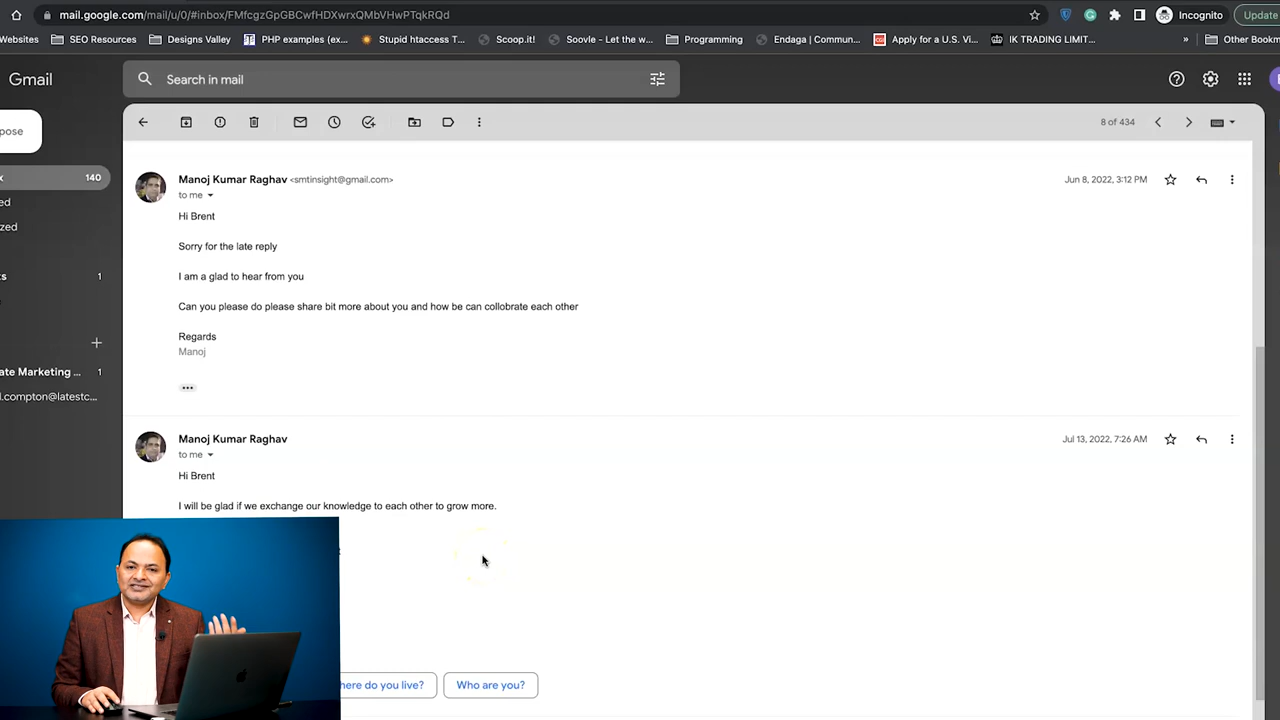 mail.google.com/mail/u/0/#inbox/FMfcgzGpGBCwfHDXwrxQMbVHwPTqkRQd
Incognito
Update
Websites
SEO Resources
Designs Valley
PHP examples (ex...
Stupid htaccess T...
Scoop.it!
Soovle - Let the w...
Programming
Endaga | Commun...
Apply for a U.S. Vi...
IK TRADING LIMIT...
»
Other Bookm
Gmail
Search in mail
pose
8 of 434
x
140
ed
zed
ts
1
ate Marketing ...
1
l.compton@latestc...
Manoj Kumar Raghav <smtinsight@gmail.com>
Jun 8, 2022, 3:12 PM
to me
Hi Brent
Sorry for the late reply
I am a glad to hear from you
Can you please do please share bit more about you and how be can collobrate each other
Regards
Manoj
Manoj Kumar Raghav
Jul 13, 2022, 7:26 AM
to me
Hi Brent
I will be glad if we exchange our knowledge to each other to grow more.
here do you live?
Who are you?